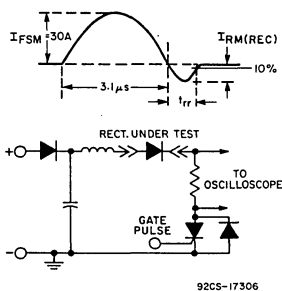 IFSM=30A
IRM(REC)
10%
3.1μs
trr
RECT. UNDER TEST
+
TO
OSCILLOSCOPE
GATE
PULSE
−
92CS-17306